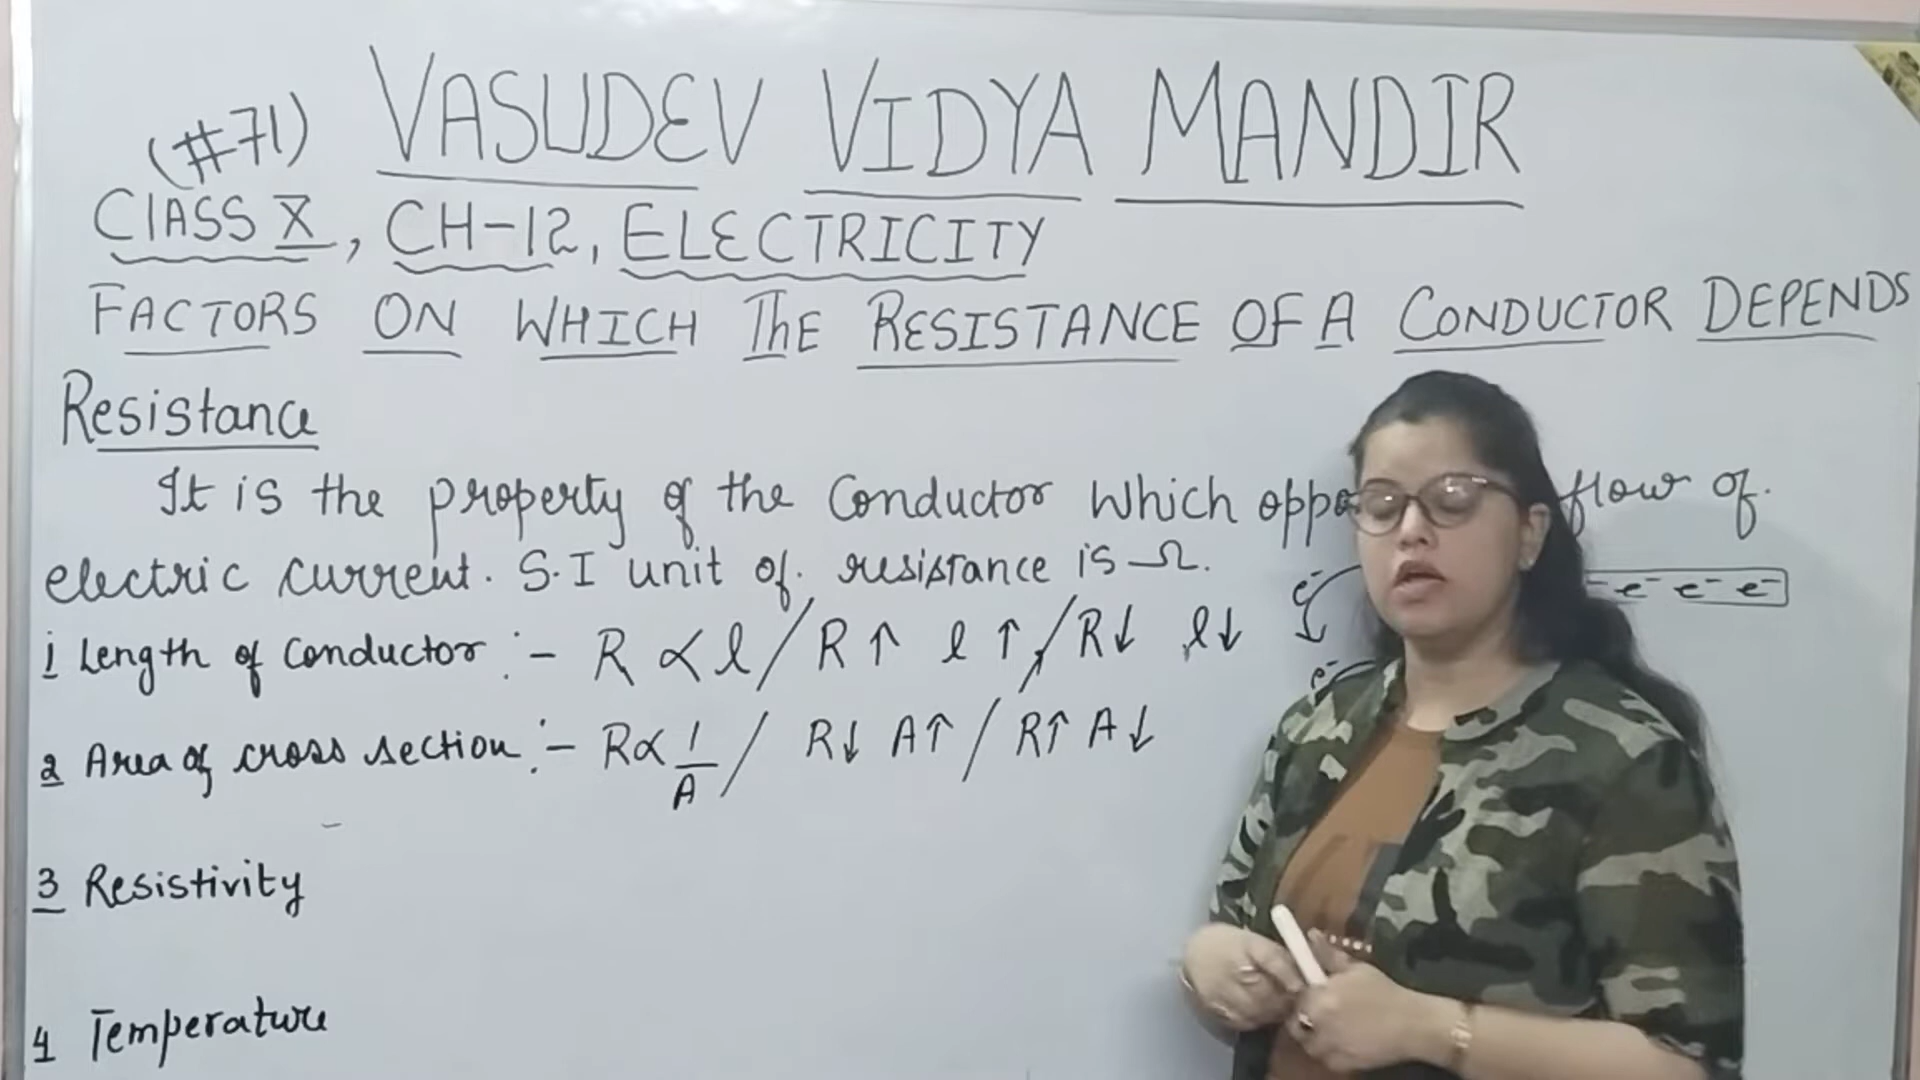 (#71) VASUDEV VIDYA MANDIR
CLASS X, CH-12, ELECTRICITY
FACTORS ON WHICH THE RESISTANCE OF A CONDUCTOR DEPENDS
Resistance
It is the property of the conductor which flow of.
electric current. S.I unit of. resistance is Ω.
1 Length of conductor :- R ∝ l / R ↑ l ↑ / R↓ l↓
2 Area of cross section :- R∝ 1/A / R↓ A↑ / R↑ A↓
3 Resistivity
4 Temperature
e⁻
e⁻ e⁻ e⁻
e⁻